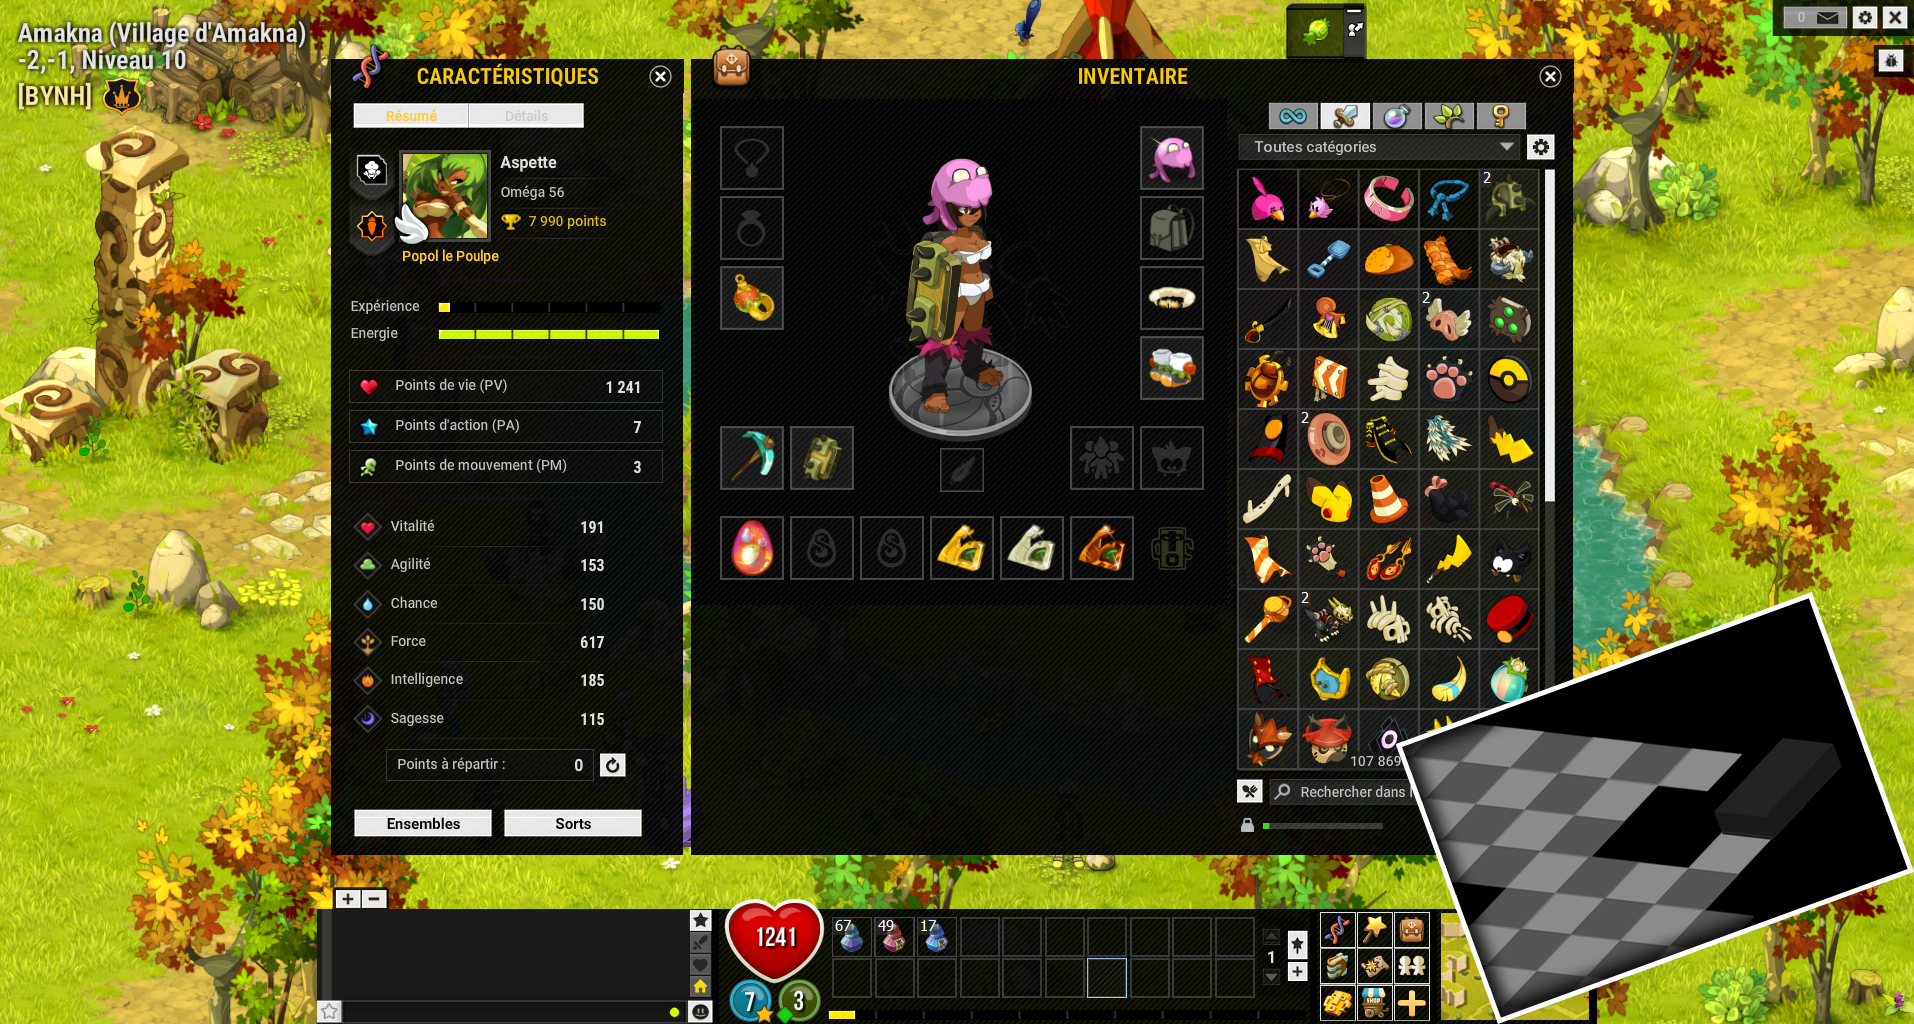 Amakna (Village d'Amakna)
-2,-1, Niveau 10
[BYNH]
CARACTÉRISTIQUES
Résumé
Détails
Aspette
Oméga 56
7 990 points
Popol le Poulpe
Expérience
Energie
Points de vie (PV) 1 241
Points d'action (PA) 7
Points de mouvement (PM) 3
Vitalité 191
Agilité 153
Chance 150
Force 617
Intelligence 185
Sagesse 115
Points à répartir : 0
Ensembles
Sorts
INVENTAIRE
0
Toutes catégories
2
2
2
2
107 869
Rechercher dans l
1241
7
3
67
49
17
1
SHOP